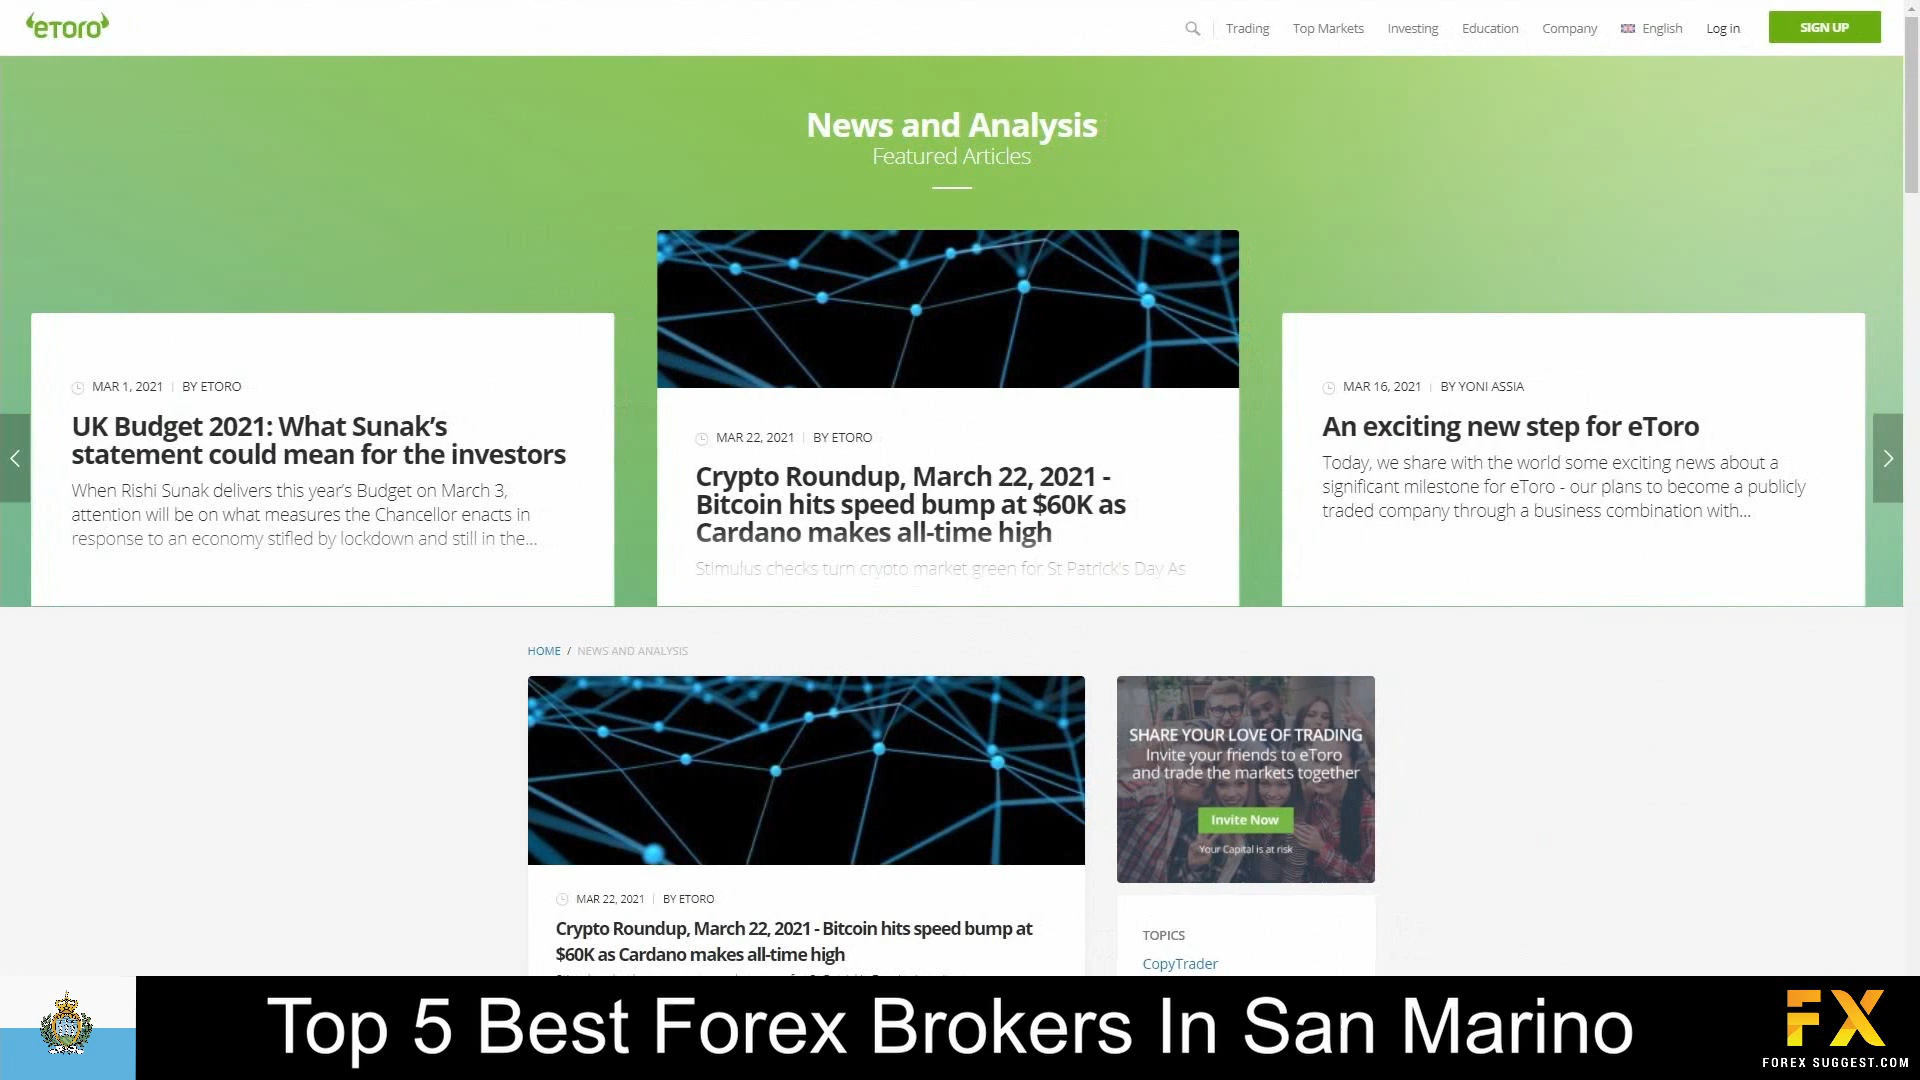 eToro
Trading
Top Markets
Investing
Education
Company
English
Log in
SIGN UP
News and Analysis
Featured Articles
MAR 1, 2021 | BY ETORO
UK Budget 2021: What Sunak's
statement could mean for the investors
When Rishi Sunak delivers this year's Budget on March 3,
attention will be on what measures the Chancellor enacts in
response to an economy stifled by lockdown and still in the...
MAR 22, 2021 | BY ETORO
Crypto Roundup, March 22, 2021 -
Bitcoin hits speed bump at $60K as
Cardano makes all-time high
Stimulus checks turn crypto market green for St Patrick's Day As
MAR 16, 2021 | BY YONI ASSIA
An exciting new step for eToro
Today, we share with the world some exciting news about a
significant milestone for eToro - our plans to become a publicly
traded company through a business combination with...
HOME / NEWS AND ANALYSIS
MAR 22, 2021 | BY ETORO
Crypto Roundup, March 22, 2021 - Bitcoin hits speed bump at
$60K as Cardano makes all-time high
SHARE YOUR LOVE OF TRADING
Invite your friends to eToro
and trade the markets together
Invite Now
Your Capital is at risk
TOPICS
CopyTrader
Top 5 Best Forex Brokers In San Marino
FX
FOREX SUGGEST.COM